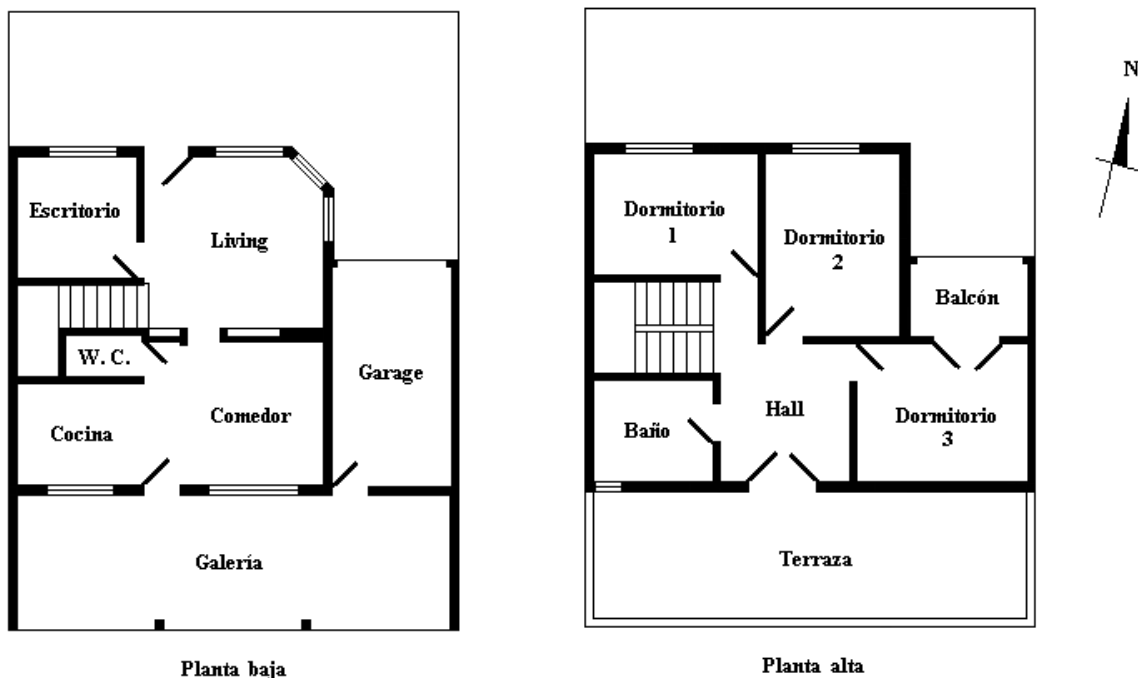 Escritorio
Living
W. C.
Garage
Cocina
Comedor
Galería
Planta baja
Dormitorio
1
Dormitorio
2
Balcón
Baño
Hall
Dormitorio
3
Terraza
Planta alta
N